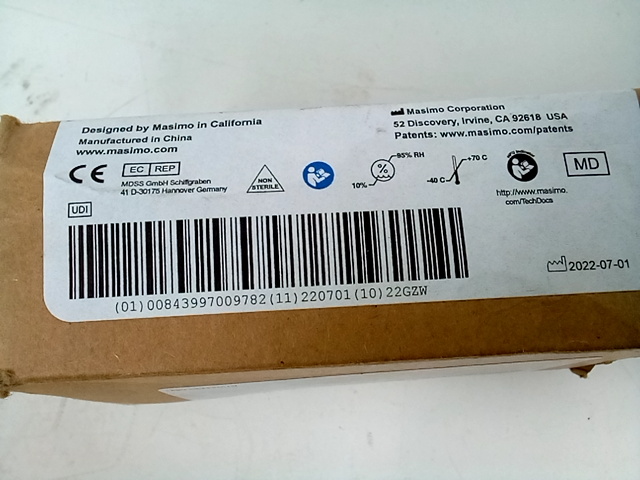 Designed by Masimo in California
Manufactured in China
www.masimo.com
Masimo Corporation
52 Discovery, Irvine, CA 92618 USA
Patents: www.masimo.com/patents
CE
EC REP
MDSS GmbH Schiffgraben
41 D-30175 Hannover Germany
NON
STERILE
%
95% RH
10%
+70 C
-40 C
http://www.masimo.
com/TechDocs
MD
UDI
2022-07-01
(01)00843997009782(11)220701(10)22GZW